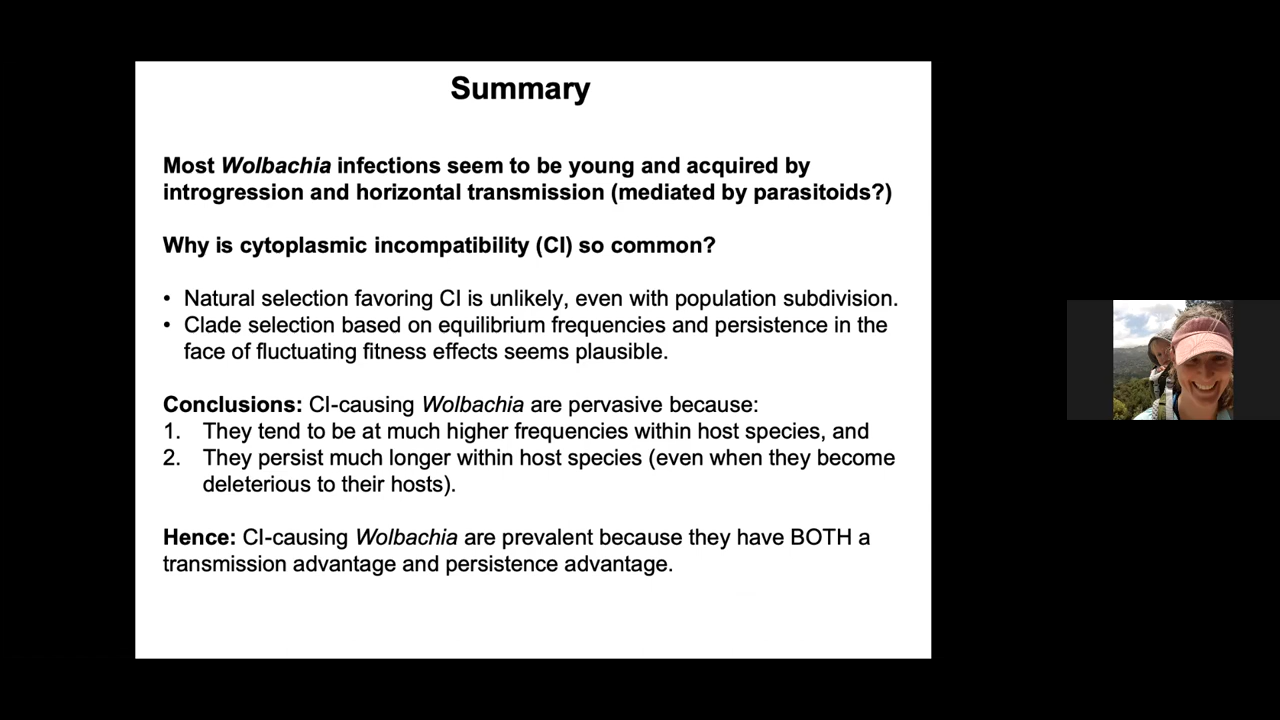 Summary
Most Wolbachia infections seem to be young and acquired by
introgression and horizontal transmission (mediated by parasitoids?)
Why is cytoplasmic incompatibility (CI) so common?
• Natural selection favoring CI is unlikely, even with population subdivision.
• Clade selection based on equilibrium frequencies and persistence in the
face of fluctuating fitness effects seems plausible.
Conclusions: CI-causing Wolbachia are pervasive because:
1. They tend to be at much higher frequencies within host species, and
2. They persist much longer within host species (even when they become
deleterious to their hosts).
Hence: CI-causing Wolbachia are prevalent because they have BOTH a
transmission advantage and persistence advantage.